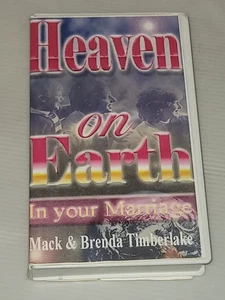 Heaven
on
Earth
In your Marriage
Mack & Brenda Timberlake